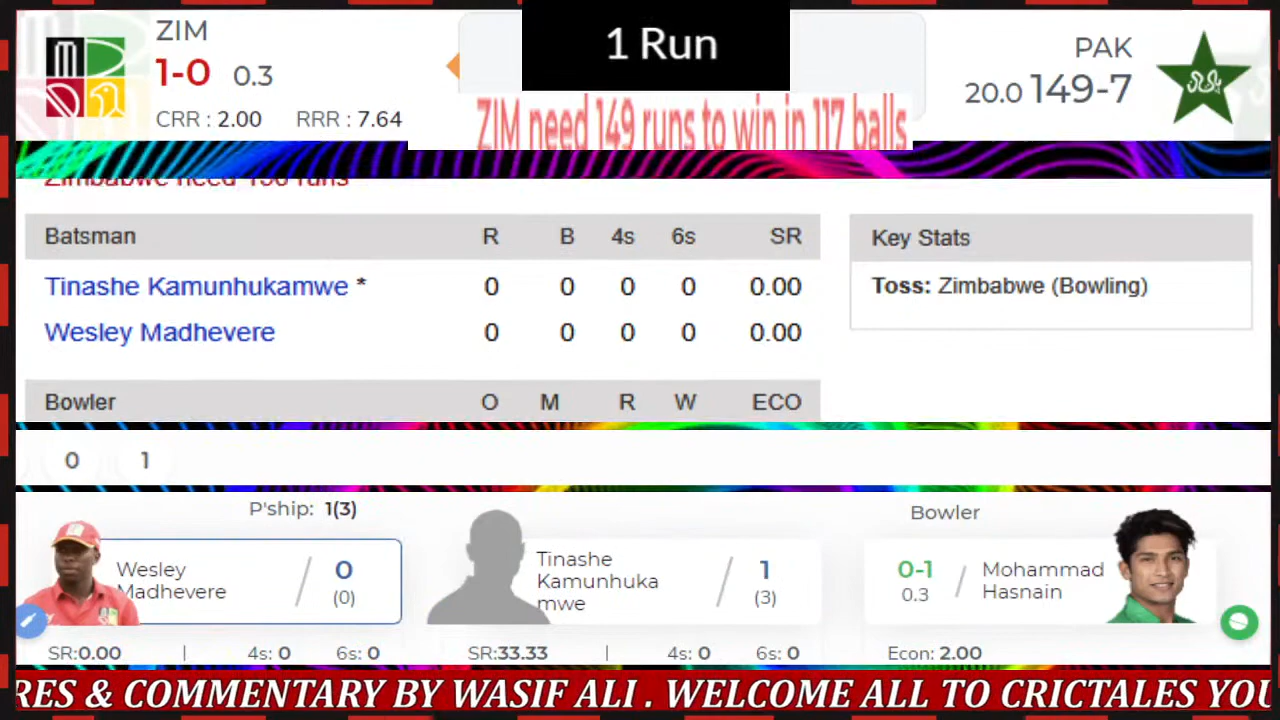 ZIM
1-0 0.3
CRR : 2.00 RRR : 7.64
1 Run
ZIM need 149 runs to win in 117 balls
PAK
20.0 149-7
Zimbabwe need 150 runs
Batsman R B 4s 6s SR
Tinashe Kamunhukamwe * 0 0 0 0 0.00
Wesley Madhevere 0 0 0 0 0.00
Key Stats
Toss: Zimbabwe (Bowling)
Bowler O M R W ECO
0 1
P'ship: 1(3)
Wesley
Madhevere
0
(0)
SR:0.00 | 4s: 0 6s: 0
Tinashe
Kamunhuka
mwe
1
(3)
SR:33.33 | 4s: 0 6s: 0
Bowler
0-1
0.3
Mohammad
Hasnain
Econ: 2.00
RES & COMMENTARY BY WASIF ALI . WELCOME ALL TO CRICTALES YOU